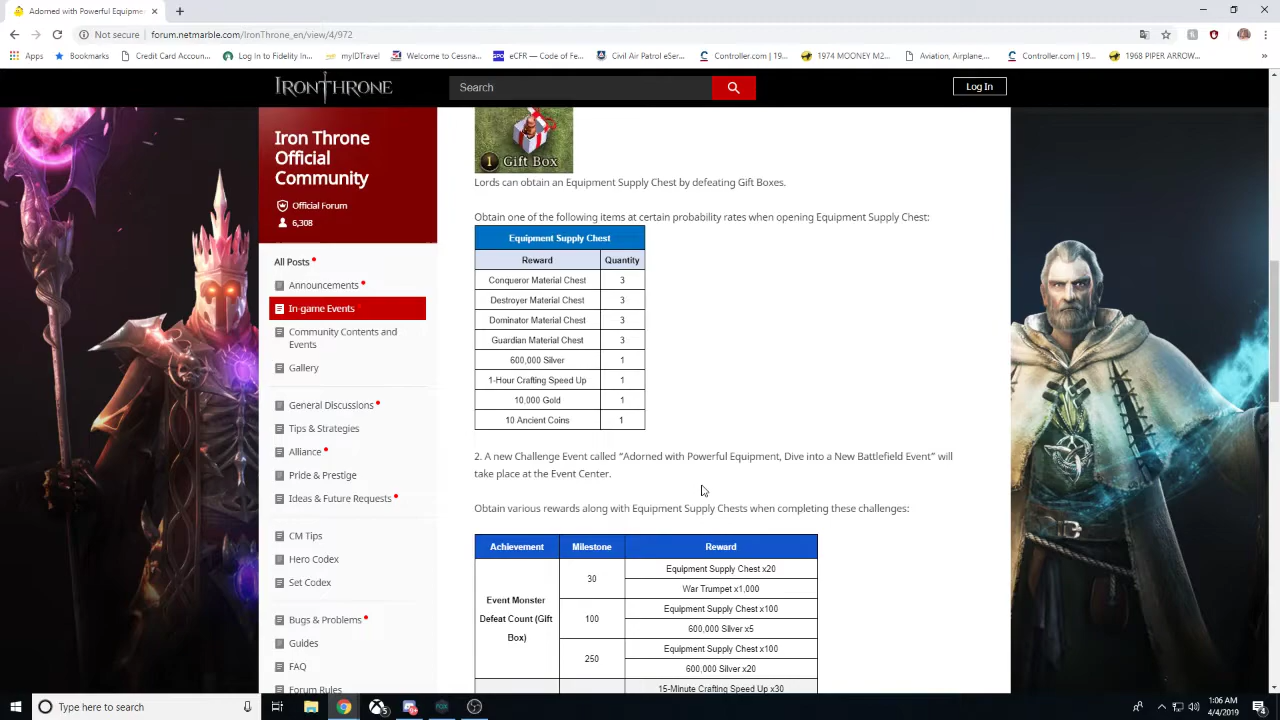 Adorned with Powerful Equipme
Not secure
forum.netmarble.com/IronThrone_en/view/4/972
Apps
Bookmarks
Credit Card Accoun...
Log In to Fidelity In...
myIDTravel
Welcome to Cessna...
eCFR — Code of Fe...
Civil Air Patrol eSer...
Controller.com | 19...
1974 MOONEY M2...
Aviation, Airplane,...
Controller.com | 19...
1968 PIPER ARROW...
IRONTHRONE
Search
Log In
Iron Throne
Official
Community
Official Forum
6,308
All Posts
Announcements
In-game Events
Community Contents and
Events
Gallery
General Discussions
Tips & Strategies
Alliance
Pride & Prestige
Ideas & Future Requests
CM Tips
Hero Codex
Set Codex
Bugs & Problems
Guides
FAQ
Forum Rules
1 Gift Box
Lords can obtain an Equipment Supply Chest by defeating Gift Boxes.
Obtain one of the following items at certain probability rates when opening Equipment Supply Chest:
Equipment Supply Chest
Reward Quantity
Conqueror Material Chest 3
Destroyer Material Chest 3
Dominator Material Chest 3
Guardian Material Chest 3
600,000 Silver 1
1-Hour Crafting Speed Up 1
10,000 Gold 1
10 Ancient Coins 1
2. A new Challenge Event called “Adorned with Powerful Equipment, Dive into a New Battlefield Event” will
take place at the Event Center.
Obtain various rewards along with Equipment Supply Chests when completing these challenges:
Achievement Milestone Reward
Event Monster
Defeat Count (Gift
Box)
30
Equipment Supply Chest x20
War Trumpet x1,000
100
Equipment Supply Chest x100
600,000 Silver x5
250
Equipment Supply Chest x100
600,000 Silver x20
15-Minute Crafting Speed Up x30
Type here to search
1:06 AM
4/4/2019